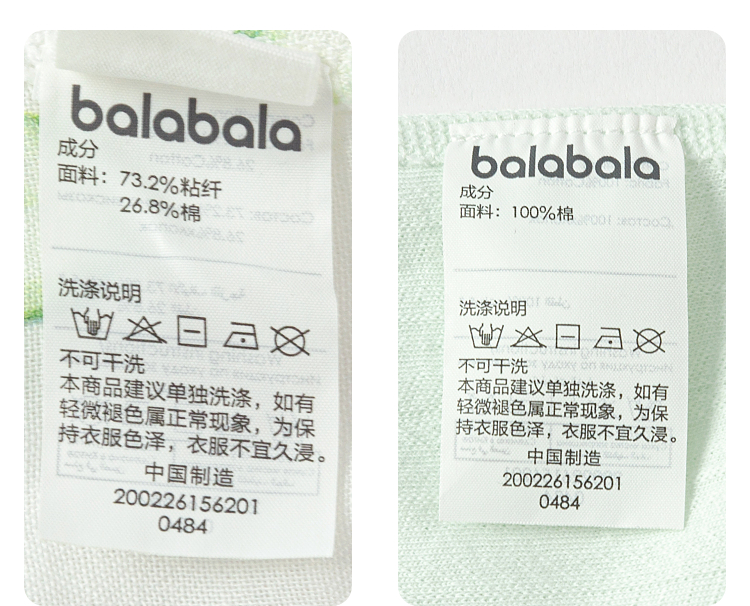 balabala
成分
面料：73.2%粘纤
26.8%棉
洗涤说明
不可干洗
本商品建议单独洗涤，如有
轻微褪色属正常现象，为保
持衣服色泽，衣服不宜久浸。
中国制造
200226156201
0484
balabala
成分
面料：100%棉
洗涤说明
不可干洗
本商品建议单独洗涤，如有
轻微褪色属正常现象，为保
持衣服色泽，衣服不宜久浸。
中国制造
200226156201
0484